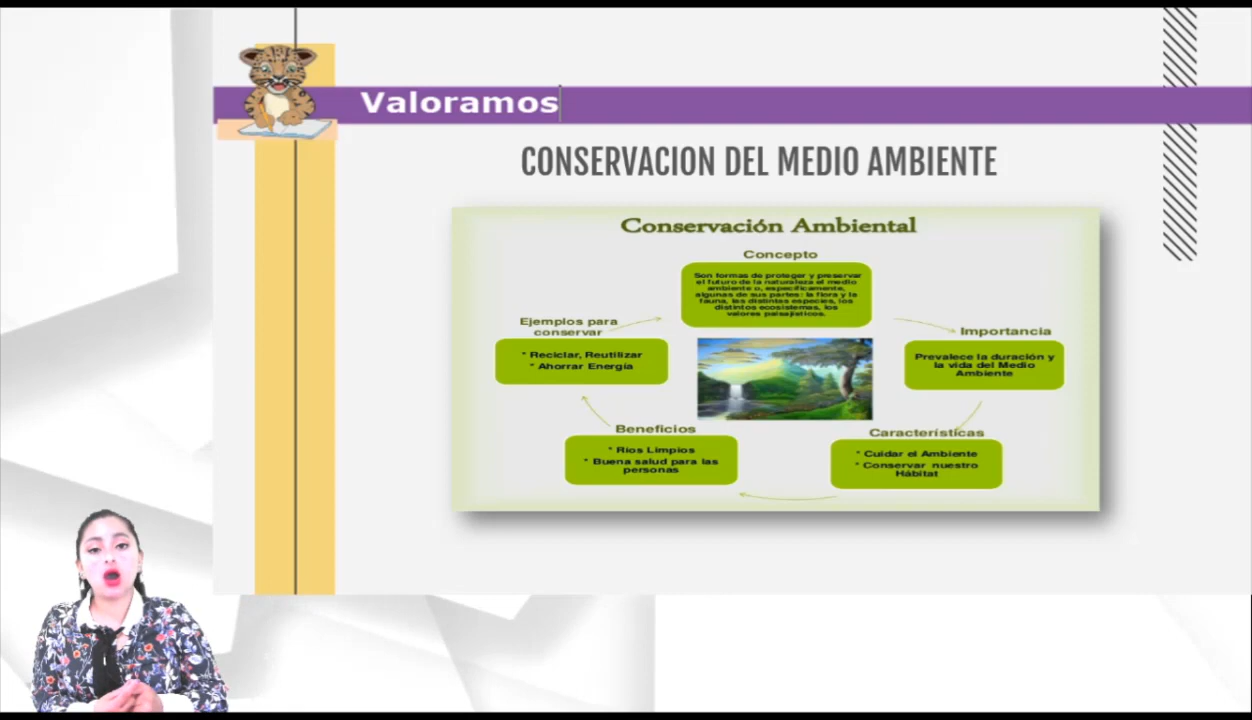 Valoramos
CONSERVACION DEL MEDIO AMBIENTE
Conservación Ambiental
Concepto
Son formas de proteger y preservar
el futuro de la naturaleza el medio
ambiente o, específicamente,
algunas de sus partes: la flora y la
fauna, las distintas especies, los
distintos ecosistemas, los
valores paisajísticos.
Importancia
Prevalece la duración y
la vida del Medio
Ambiente
Características
* Cuidar el Ambiente
* Conservar nuestro
Hábitat
Beneficios
* Ríos Limpios
* Buena salud para las
personas
Ejemplos para
conservar
* Reciclar, Reutilizar
* Ahorrar Energía